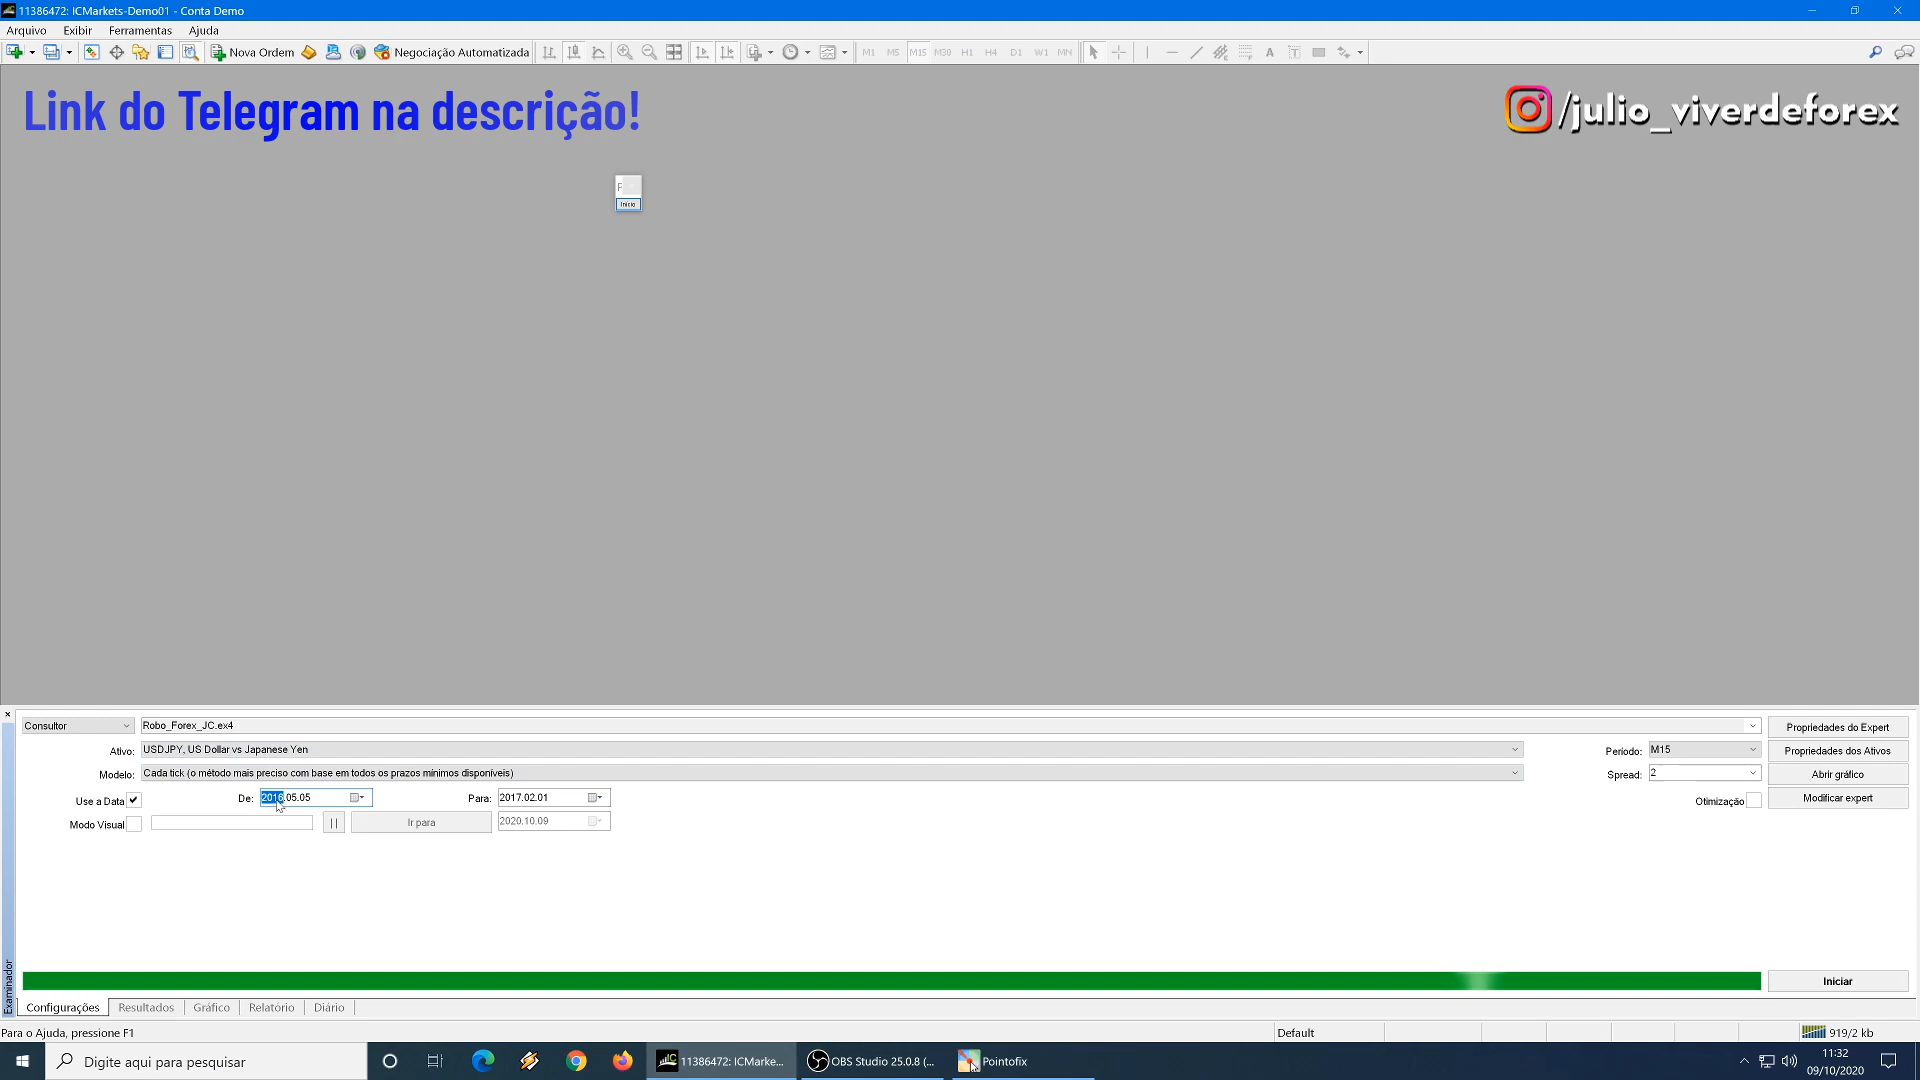 11386472: ICMarkets-Demo01 - Conta Demo
Arquivo Exibir Ferramentas Ajuda
Nova Ordem Negociação Automatizada M1 M5 M15 M30 H1 H4 D1 W1 MN A T
Link do Telegram na descrição!
/julio_viverdeforex
Início
Consultor Robo_Forex_JC.ex4 Propriedades do Expert
Ativo: USDJPY, US Dollar vs Japanese Yen Período: M15 Propriedades dos Ativos
Modelo: Cada tick (o método mais preciso com base em todos os prazos mínimos disponíveis) Spread: 2 Abrir gráfico
Use a Data De: 2016.05.05 Para: 2017.02.01 Otimização Modificar expert
Modo Visual Ir para 2020.10.09
Examinador
Iniciar
Configurações Resultados Gráfico Relatório Diário
Para o Ajuda, pressione F1 Default 919/2 kb
Digite aqui para pesquisar 11386472: ICMarke... OBS Studio 25.0.8 (... Pointofix 11:32
09/10/2020